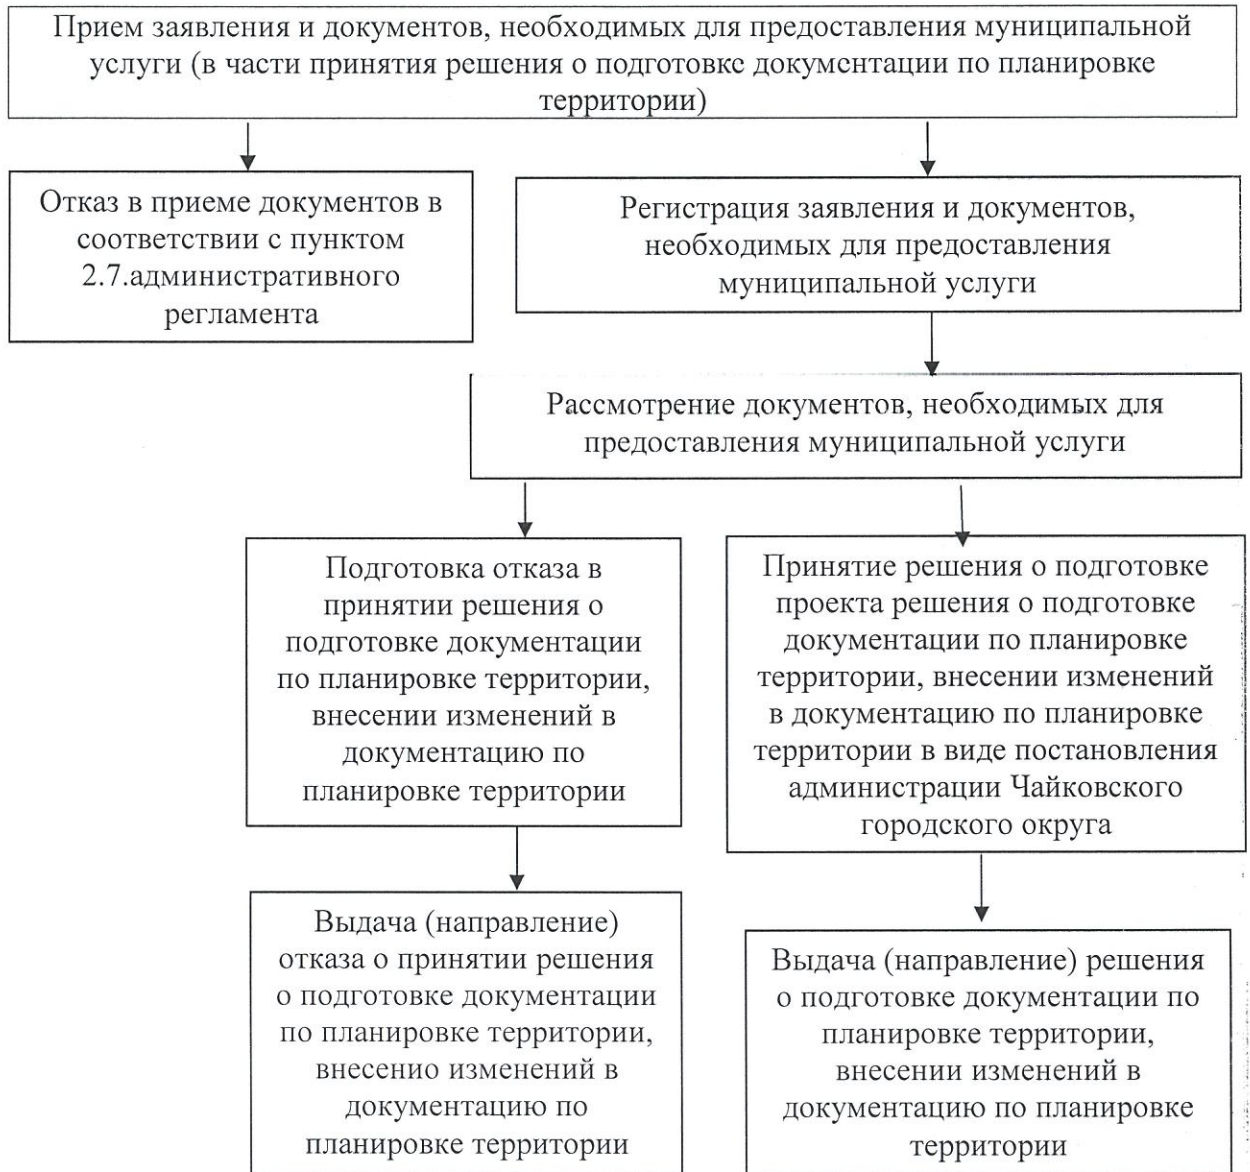 Прием заявления и документов, необходимых для предоставления муниципальной
услуги (в части принятия решения о подготовке документации по планировке
территории)
Отказ в приеме документов в
соответствии с пунктом
2.7.административного
регламента
Регистрация заявления и документов,
необходимых для предоставления
муниципальной услуги
Рассмотрение документов, необходимых для
предоставления муниципальной услуги
Подготовка отказа в
принятии решения о
подготовке документации
по планировке территории,
внесении изменений в
документацию по
планировке территории
Принятие решения о подготовке
проекта решения о подготовке
документации по планировке
территории, внесении изменений
в документацию по планировке
территории в виде постановления
администрации Чайковского
городского округа
Выдача (направление)
отказа о принятии решения
о подготовке документации
по планировке территории,
внесенио изменений в
документацию по
планировке территории
Выдача (направление) решения
о подготовке документации по
планировке территории,
внесении изменений в
документацию по планировке
территории